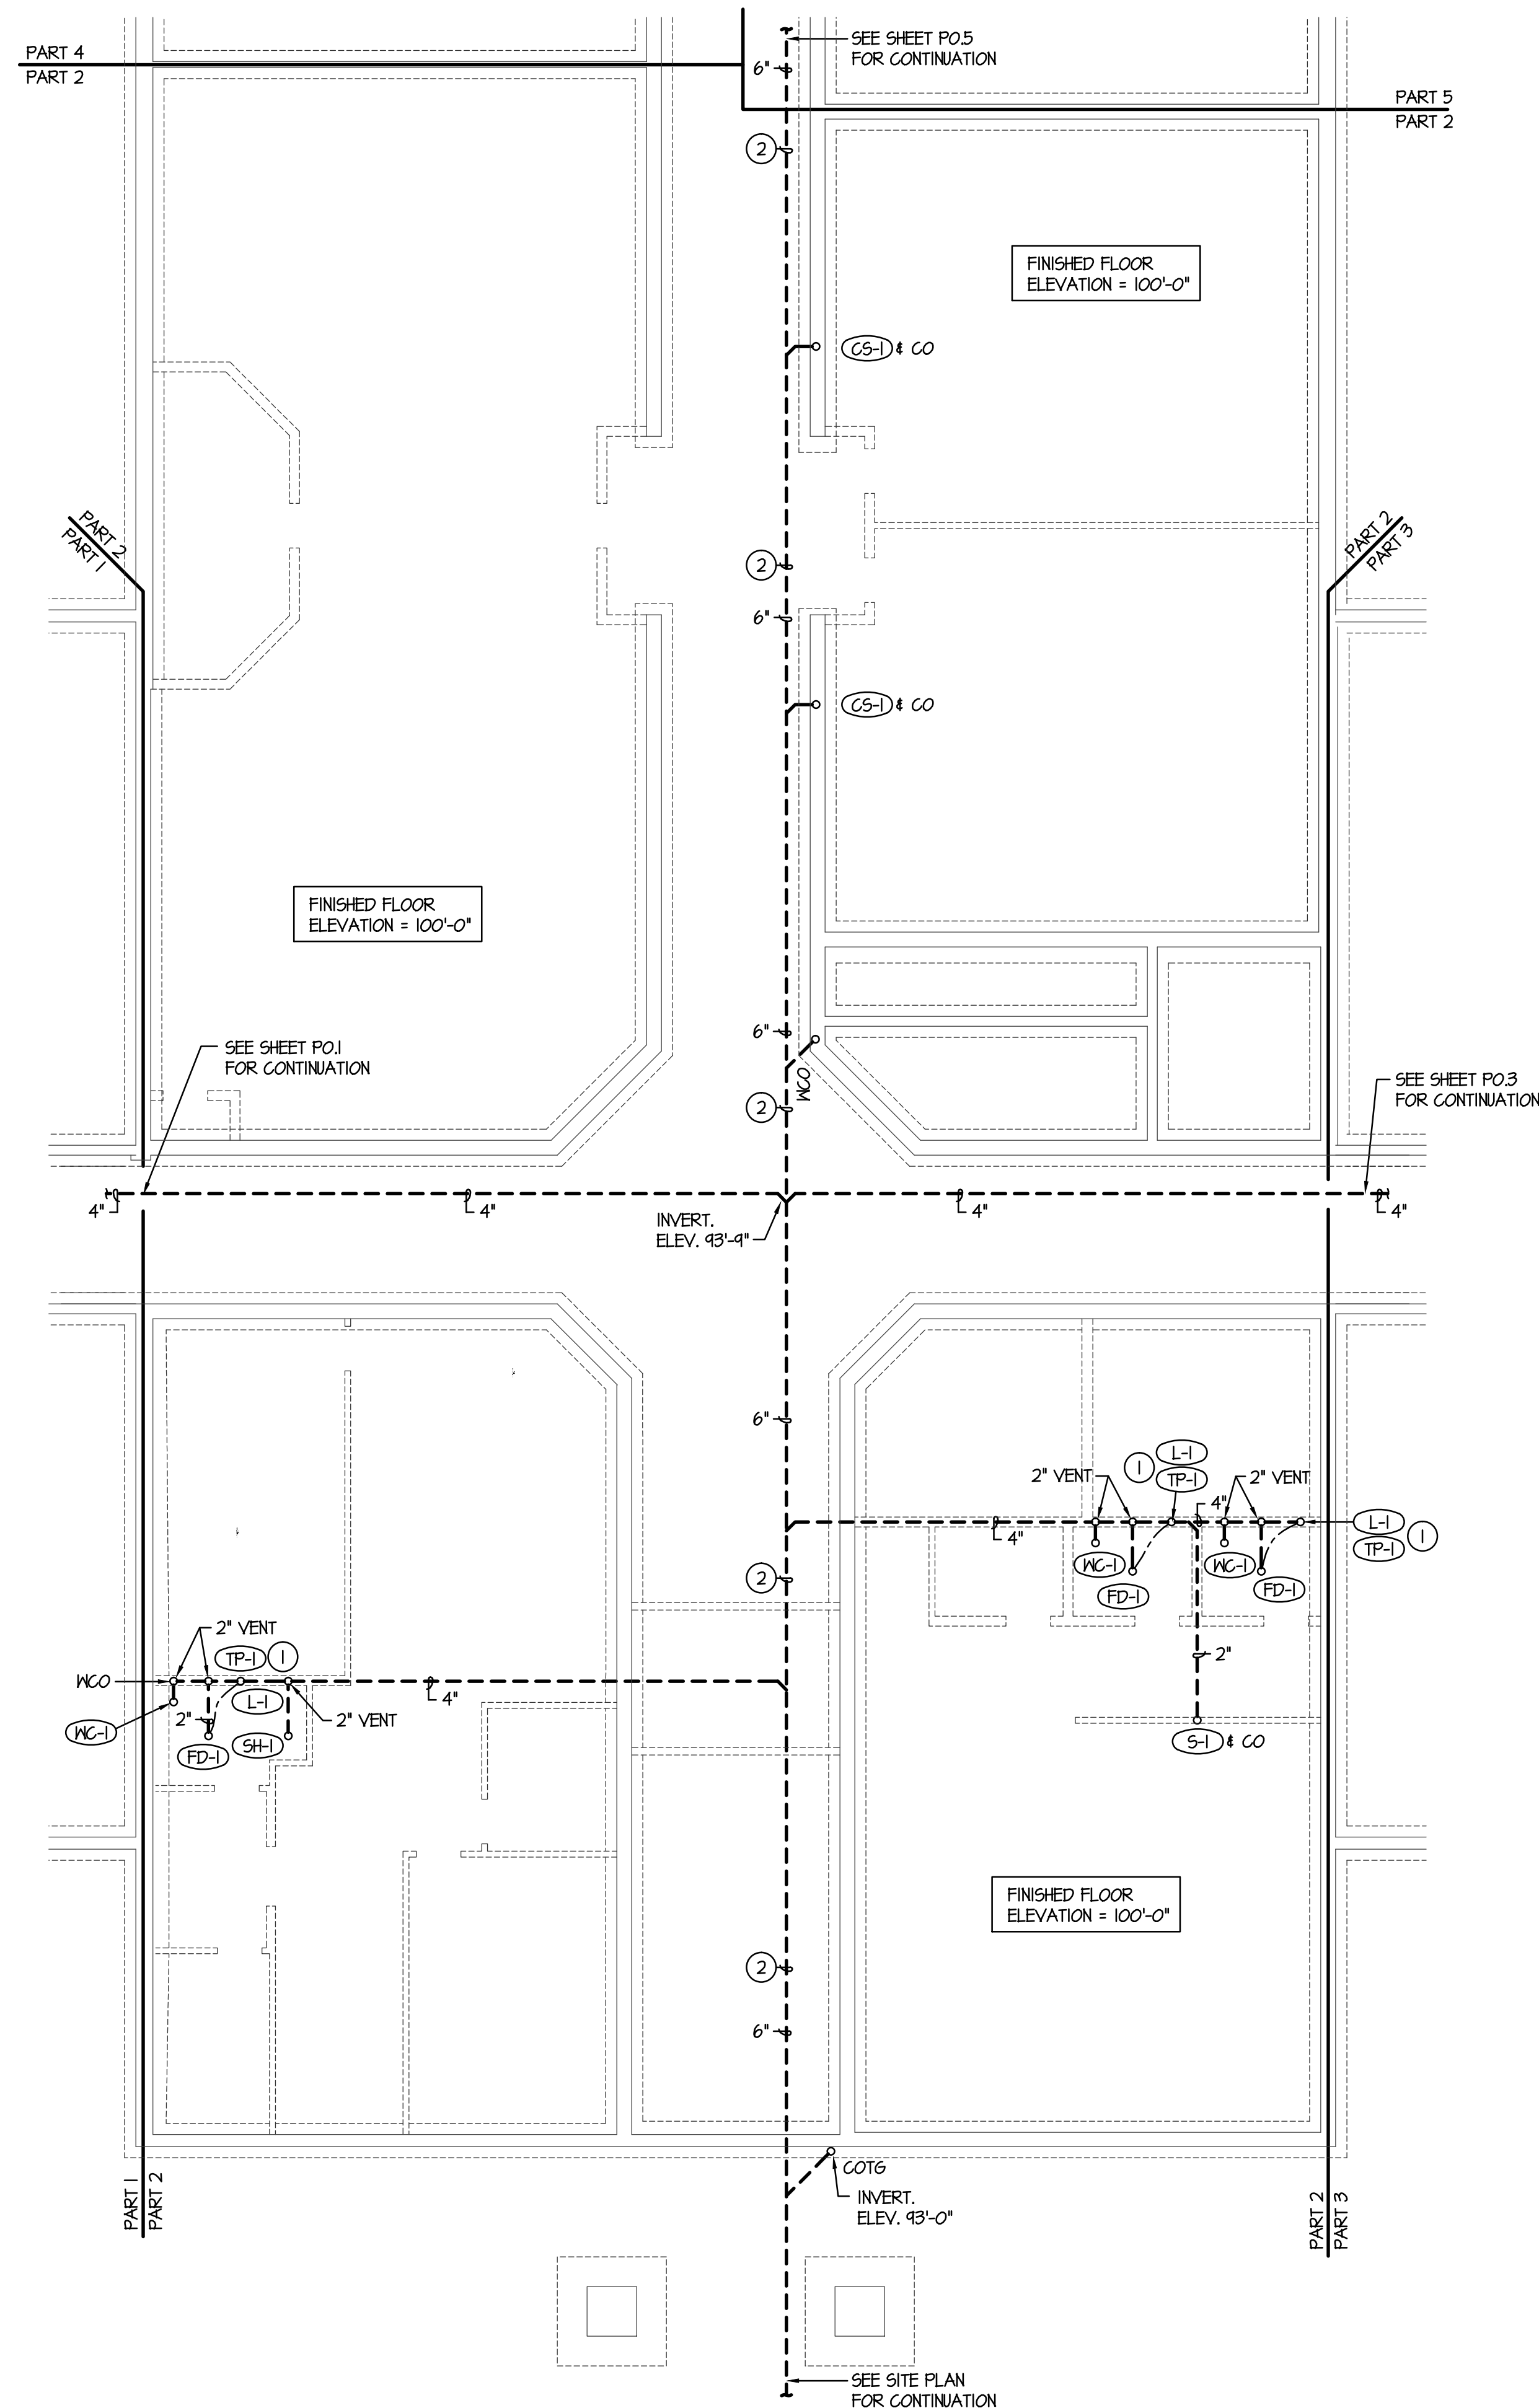 PART 4
PART 2
SEE SHEET P0.5
FOR CONTINUATION
6"
PART 5
PART 2
2
FINISHED FLOOR
ELEVATION = 100'-0"
CS-1 & CO
PART 2
PART 1
PART 2
PART 3
2
6"
CS-1 & CO
FINISHED FLOOR
ELEVATION = 100'-0"
6"
SEE SHEET P0.1
FOR CONTINUATION
WCO
SEE SHEET P0.3
FOR CONTINUATION
2
4"
4"
4"
4"
INVERT.
ELEV. 93'-9"
6"
L-1
1
2" VENT
TP-1
2" VENT
4"
L-1
1
TP-1
4"
WC-1
WC-1
FD-1
FD-1
2
2" VENT
TP-1
1
2"
WCO
4"
L-1
2"
2" VENT
WC-1
SH-1
FD-1
S-1 & CO
FINISHED FLOOR
ELEVATION = 100'-0"
2
6"
COTG
PART 1
PART 2
INVERT.
ELEV. 93'-0"
PART 2
PART 3
SEE SITE PLAN
FOR CONTINUATION